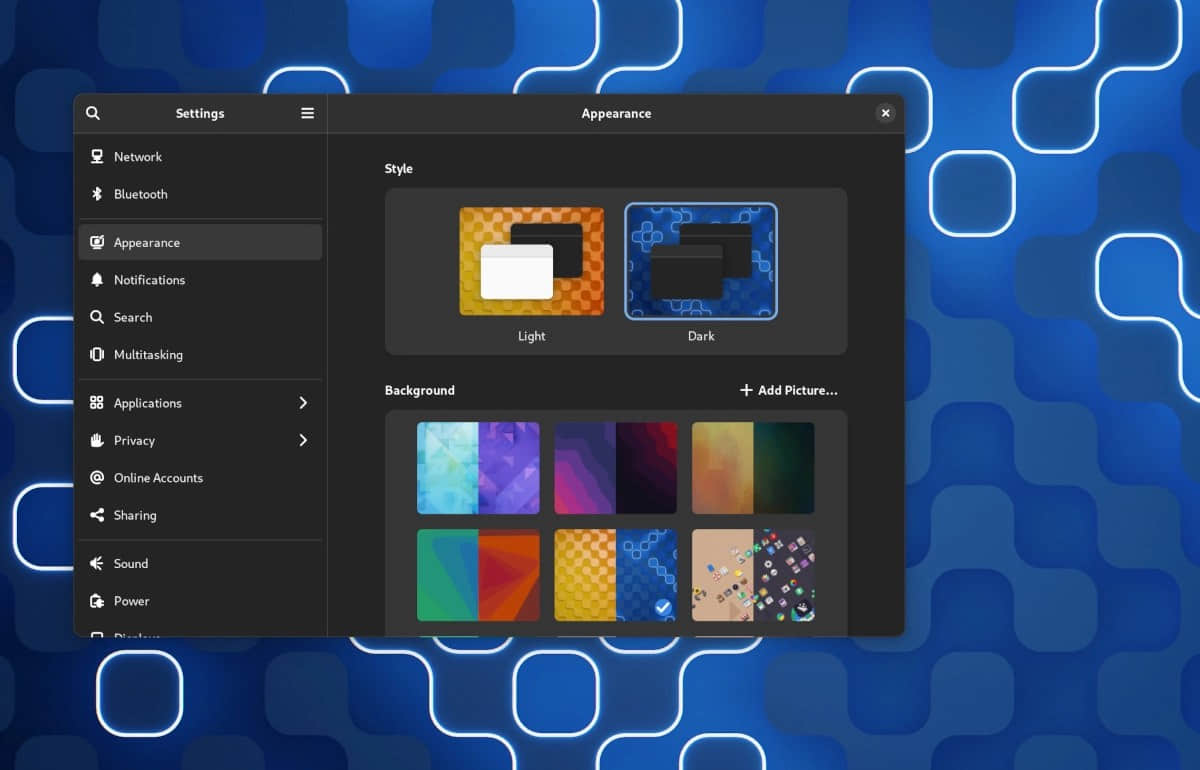 Settings
Appearance
Network
Bluetooth
Appearance
Notifications
Search
Multitasking
Applications
Privacy
Online Accounts
Sharing
Sound
Power
Displays
Style
Light
Dark
Background
Add Picture...